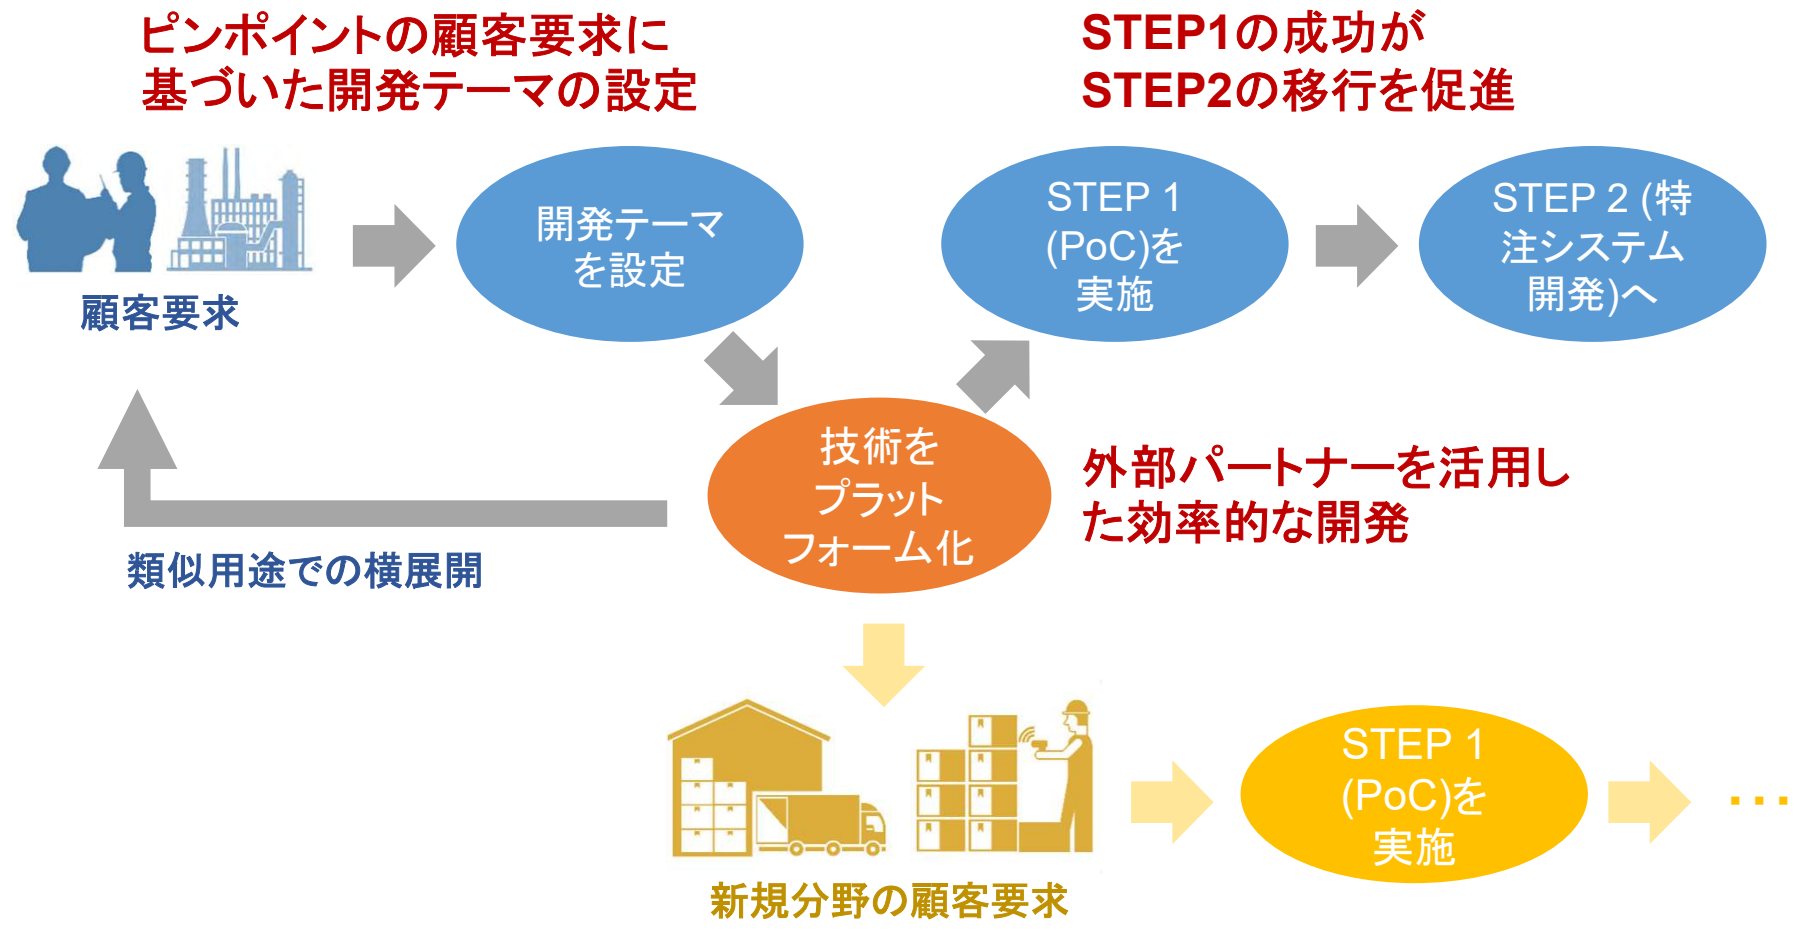 ピンポイントの顧客要求に
基づいた開発テーマの設定
STEP1の成功が
STEP2の移行を促進
顧客要求
開発テーマ
を設定
STEP 1
(PoC)を
実施
STEP 2 (特
注システム
開発)へ
技術を
プラット
フォーム化
外部パートナーを活用し
た効率的な開発
類似用途での横展開
新規分野の顧客要求
STEP 1
(PoC)を
実施
...